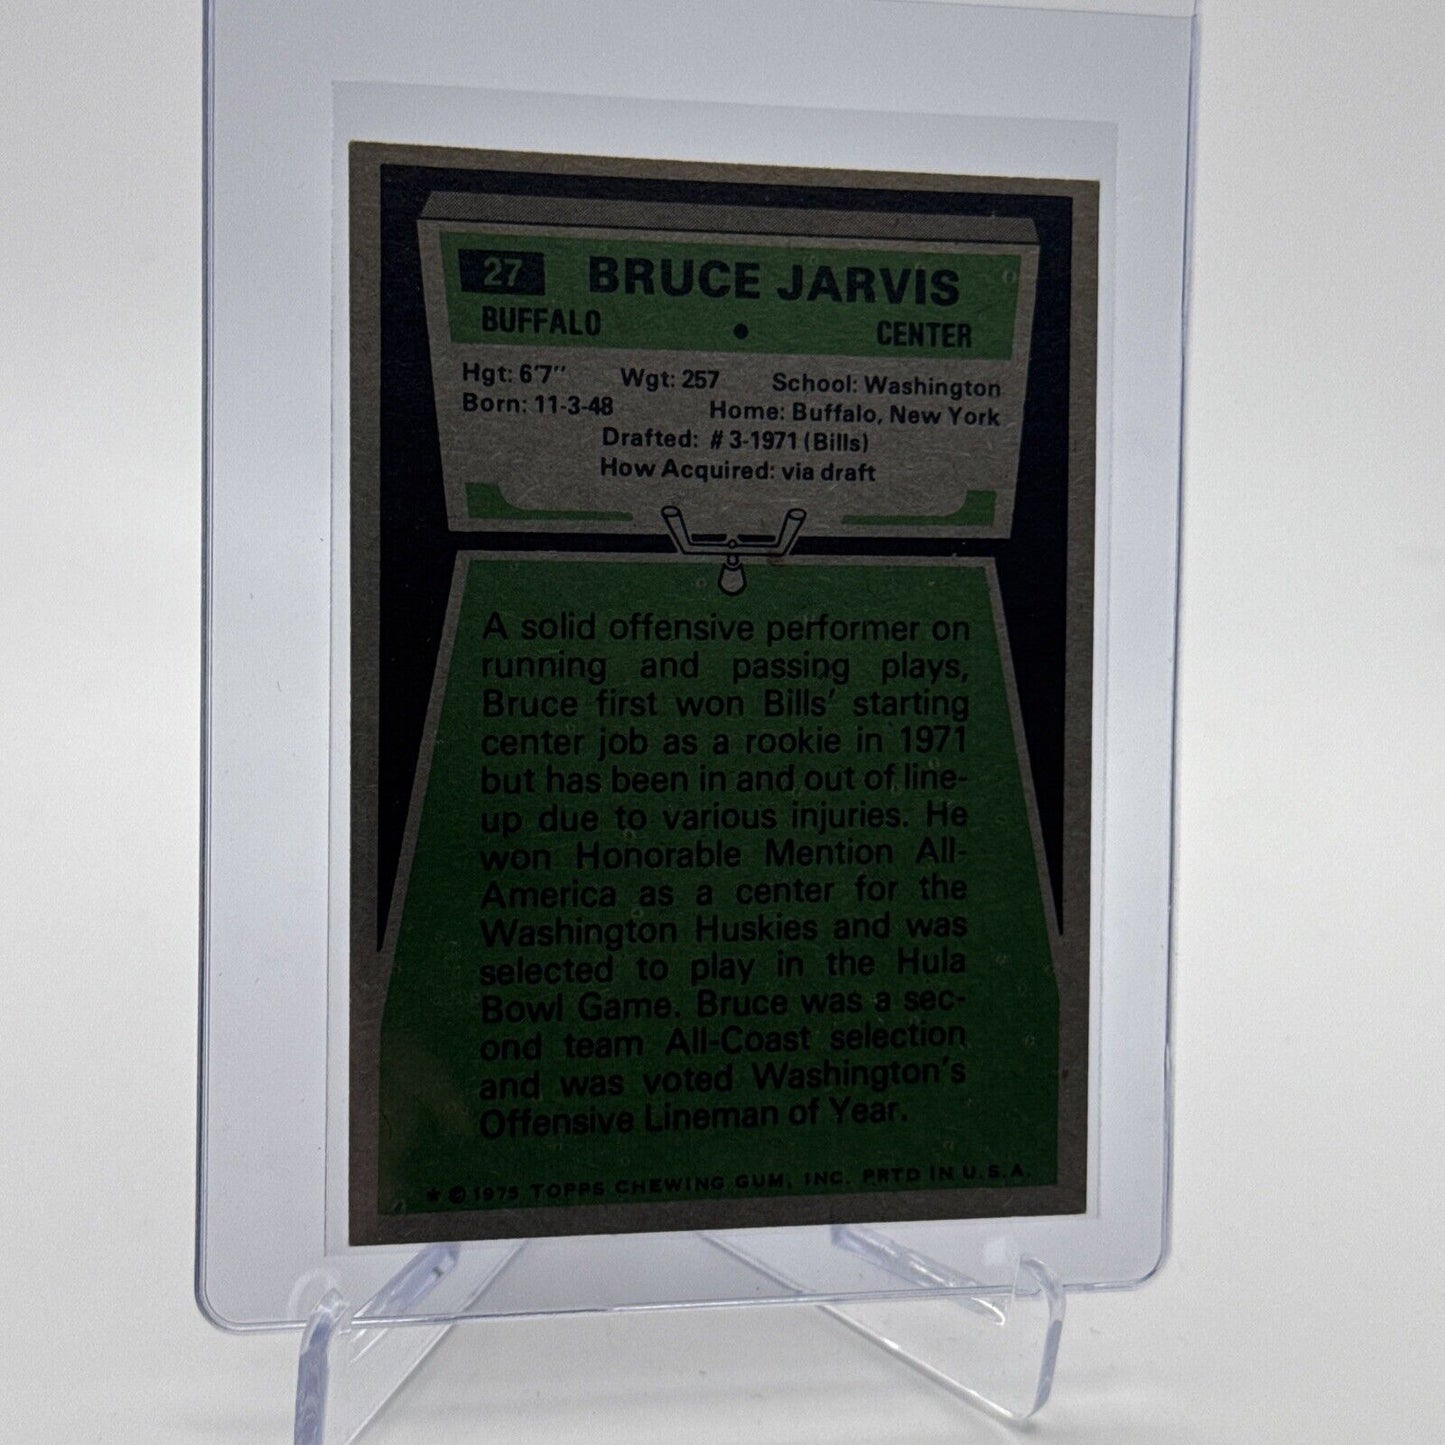 27 BRUCE JARVIS
BUFFALO • CENTER
Hgt: 6'7" Wgt: 257 School: Washington
Born: 11-3-48 Home: Buffalo, New York
Drafted: # 3-1971 (Bills)
How Acquired: via draft
A solid offensive performer on
running and passing plays,
Bruce first won Bills' starting
center job as a rookie in 1971
but has been in and out of line-
up due to various injuries. He
won Honorable Mention All-
America as a center for the
Washington Huskies and was
selected to play in the Hula
Bowl Game. Bruce was a sec-
ond team All-Coast selection
and was voted Washington's
Offensive Lineman of Year.
* © 1975 TOPPS CHEWING GUM, INC. PRTD IN U.S.A.